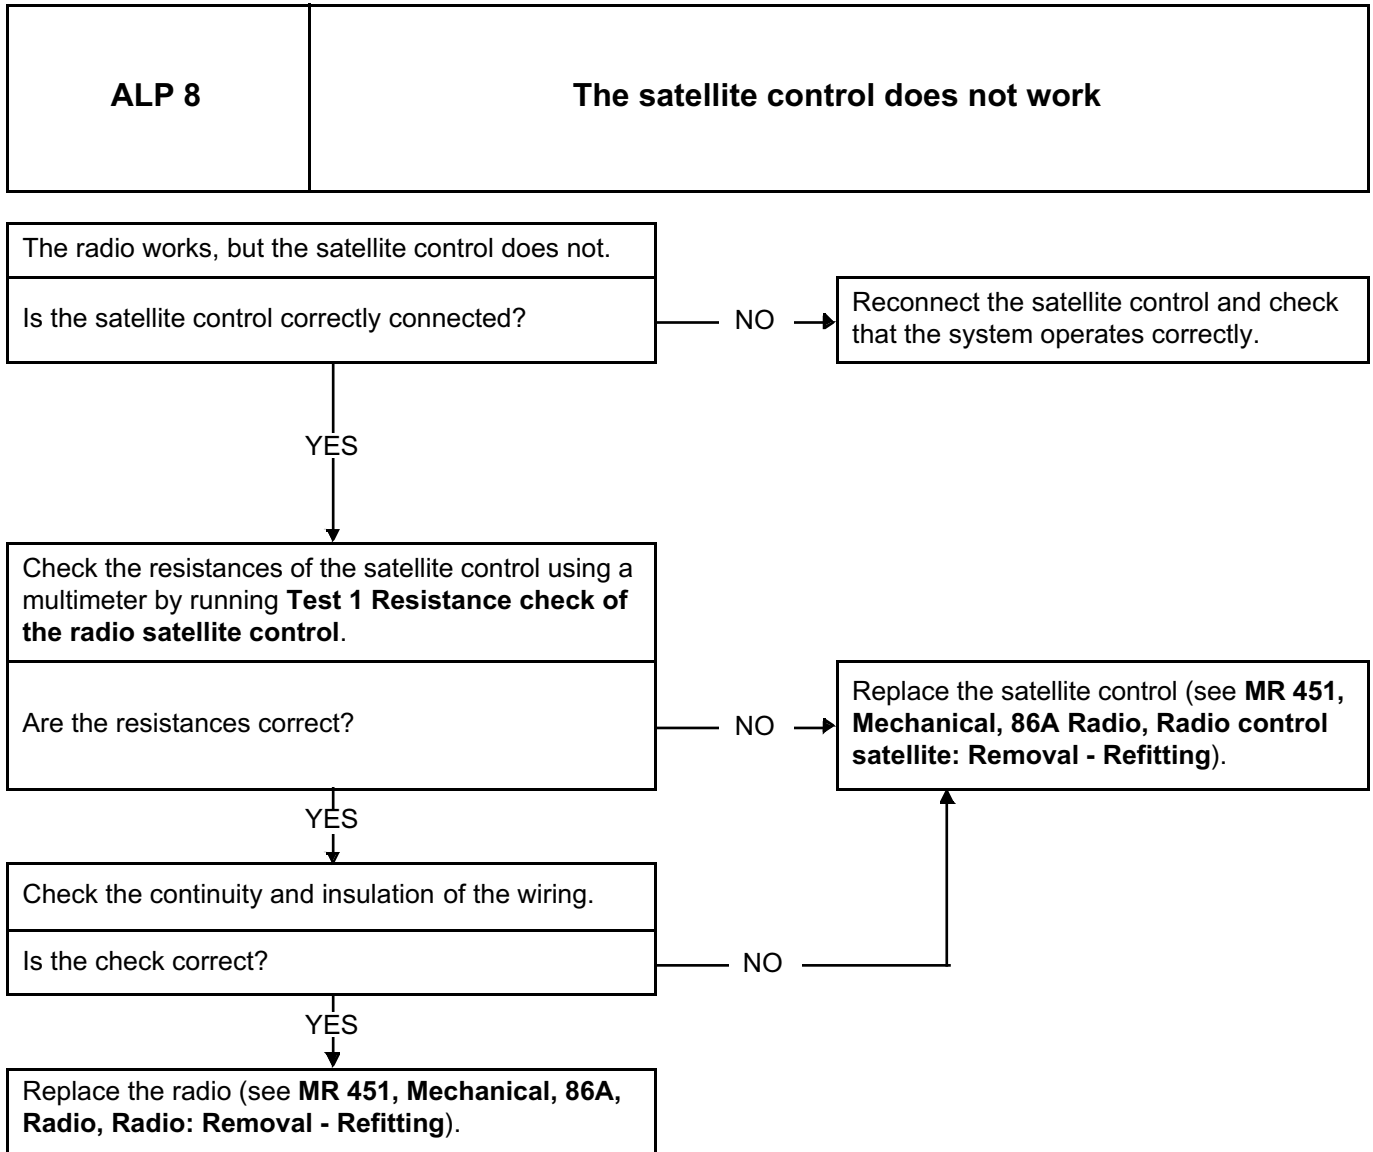 ALP 8
The satellite control does not work
The radio works, but the satellite control does not.
Is the satellite control correctly connected?
NO
Reconnect the satellite control and check
that the system operates correctly.
YES
Check the resistances of the satellite control using a
multimeter by running Test 1 Resistance check of
the radio satellite control.
Are the resistances correct?
NO
Replace the satellite control (see MR 451,
Mechanical, 86A Radio, Radio control
satellite: Removal - Refitting).
YES
Check the continuity and insulation of the wiring.
Is the check correct?
NO
YES
Replace the radio (see MR 451, Mechanical, 86A,
Radio, Radio: Removal - Refitting).